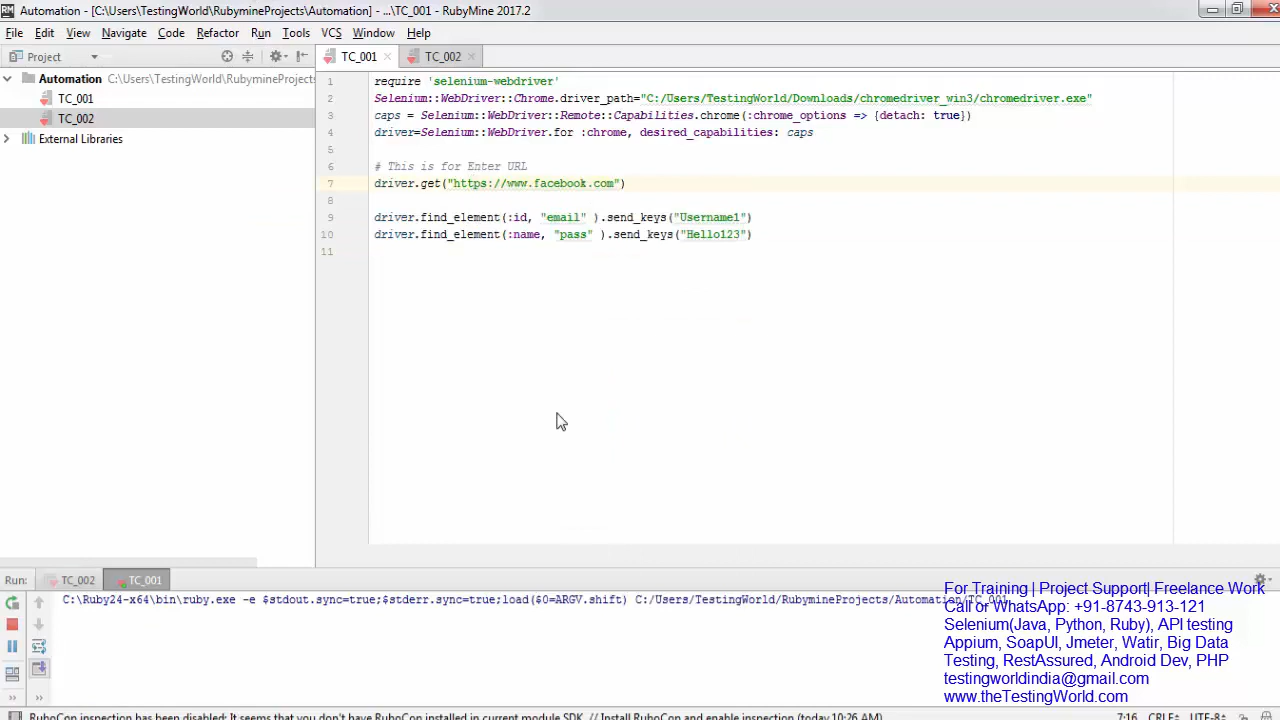 Automation - [C:\Users\TestingWorld\RubymineProjects\Automation] - ...\TC_001 - RubyMine 2017.2
File Edit View Navigate Code Refactor Run Tools VCS Window Help
Project TC_001 TC_002
Automation C:\Users\TestingWorld\RubymineProjects
TC_001
TC_002
External Libraries
1 require 'selenium-webdriver'
2 Selenium::WebDriver::Chrome.driver_path="C:/Users/TestingWorld/Downloads/chromedriver_win3/chromedriver.exe"
3 caps = Selenium::WebDriver::Remote::Capabilities.chrome(:chrome_options => {detach: true})
4 driver=Selenium::WebDriver.for :chrome, desired_capabilities: caps
5
6 # This is for Enter URL
7 driver.get("https://www.facebook.com")
8
9 driver.find_element(:id, "email" ).send_keys("Username1")
10 driver.find_element(:name, "pass" ).send_keys("Hello123")
11
Run: TC_002 TC_001
C:\Ruby24-x64\bin\ruby.exe -e $stdout.sync=true;$stderr.sync=true;load($0=ARGV.shift) C:/Users/TestingWorld/RubymineProjects/Automation/TC_001
For Training | Project Support| Freelance Work
Call or WhatsApp: +91-8743-913-121
Selenium(Java, Python, Ruby), API testing
Appium, SoapUI, Jmeter, Watir, Big Data
Testing, RestAssured, Android Dev, PHP
testingworldindia@gmail.com
www.theTestingWorld.com
RuboCop inspection has been disabled: It seems that you don't have RuboCop installed in current module SDK. // Install RuboCop and enable inspection (today 10:26 AM) 7:16 CRLF÷ UTF-8÷